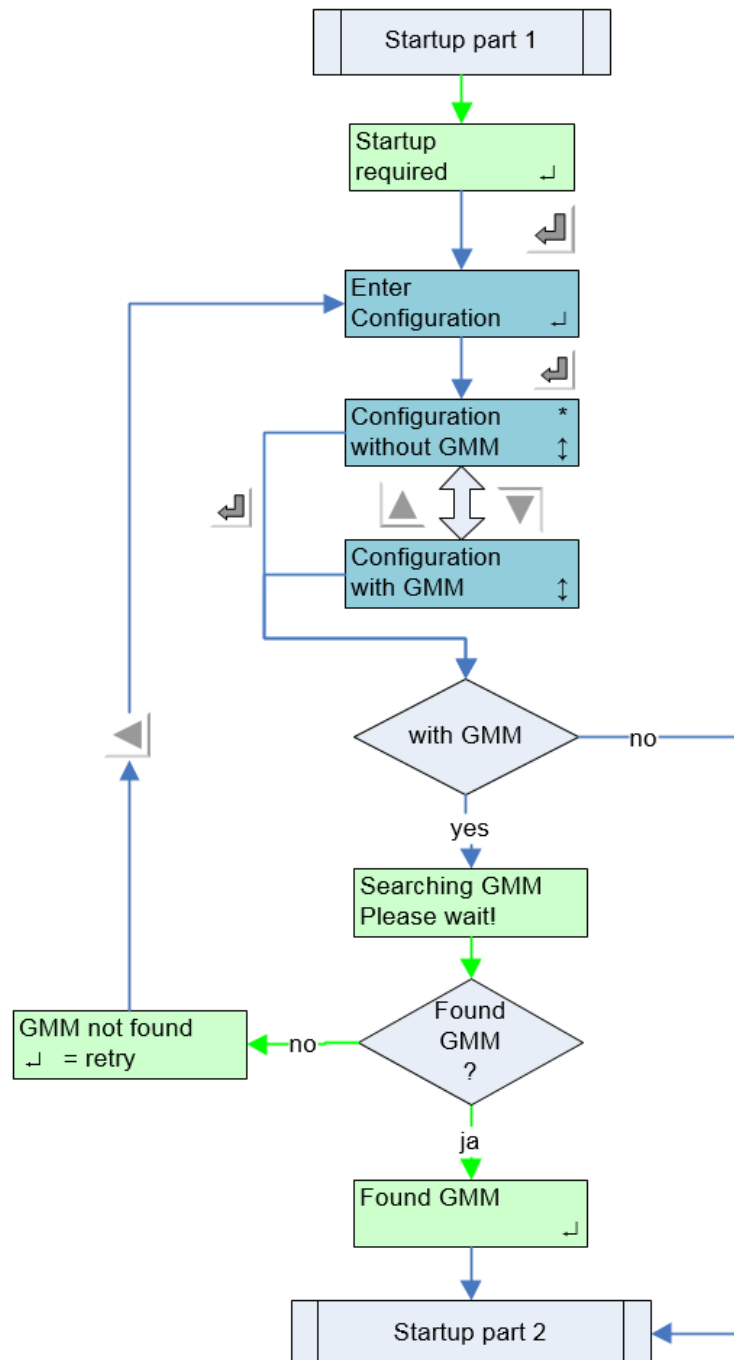 Startup part 1
Startup
required ↵
Enter
Configuration ↵
Configuration *
without GMM ↕
Configuration
with GMM ↕
with GMM
no
yes
Searching GMM
Please wait!
Found
GMM
?
no
GMM not found
↵ = retry
ja
Found GMM
↵
Startup part 2